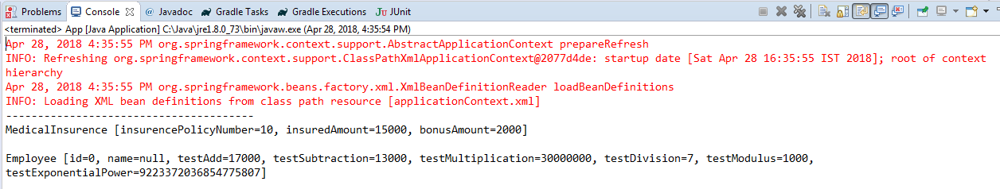 Problems Console @ Javadoc Gradle Tasks Gradle Executions JUnit
<terminated> App [Java Application] C:\Java\jre1.8.0_73\bin\javaw.exe (Apr 28, 2018, 4:35:54 PM)
Apr 28, 2018 4:35:55 PM org.springframework.context.support.AbstractApplicationContext prepareRefresh
INFO: Refreshing org.springframework.context.support.ClassPathXmlApplicationContext@2077d4de: startup date [Sat Apr 28 16:35:55 IST 2018]; root of context
hierarchy
Apr 28, 2018 4:35:55 PM org.springframework.beans.factory.xml.XmlBeanDefinitionReader loadBeanDefinitions
INFO: Loading XML bean definitions from class path resource [applicationContext.xml]
---------------------------------------
MedicalInsurence [insurencePolicyNumber=10, insuredAmount=15000, bonusAmount=2000]
Employee [id=0, name=null, testAdd=17000, testSubtraction=13000, testMultiplication=30000000, testDivision=7, testModulus=1000,
testExponentialPower=9223372036854775807]